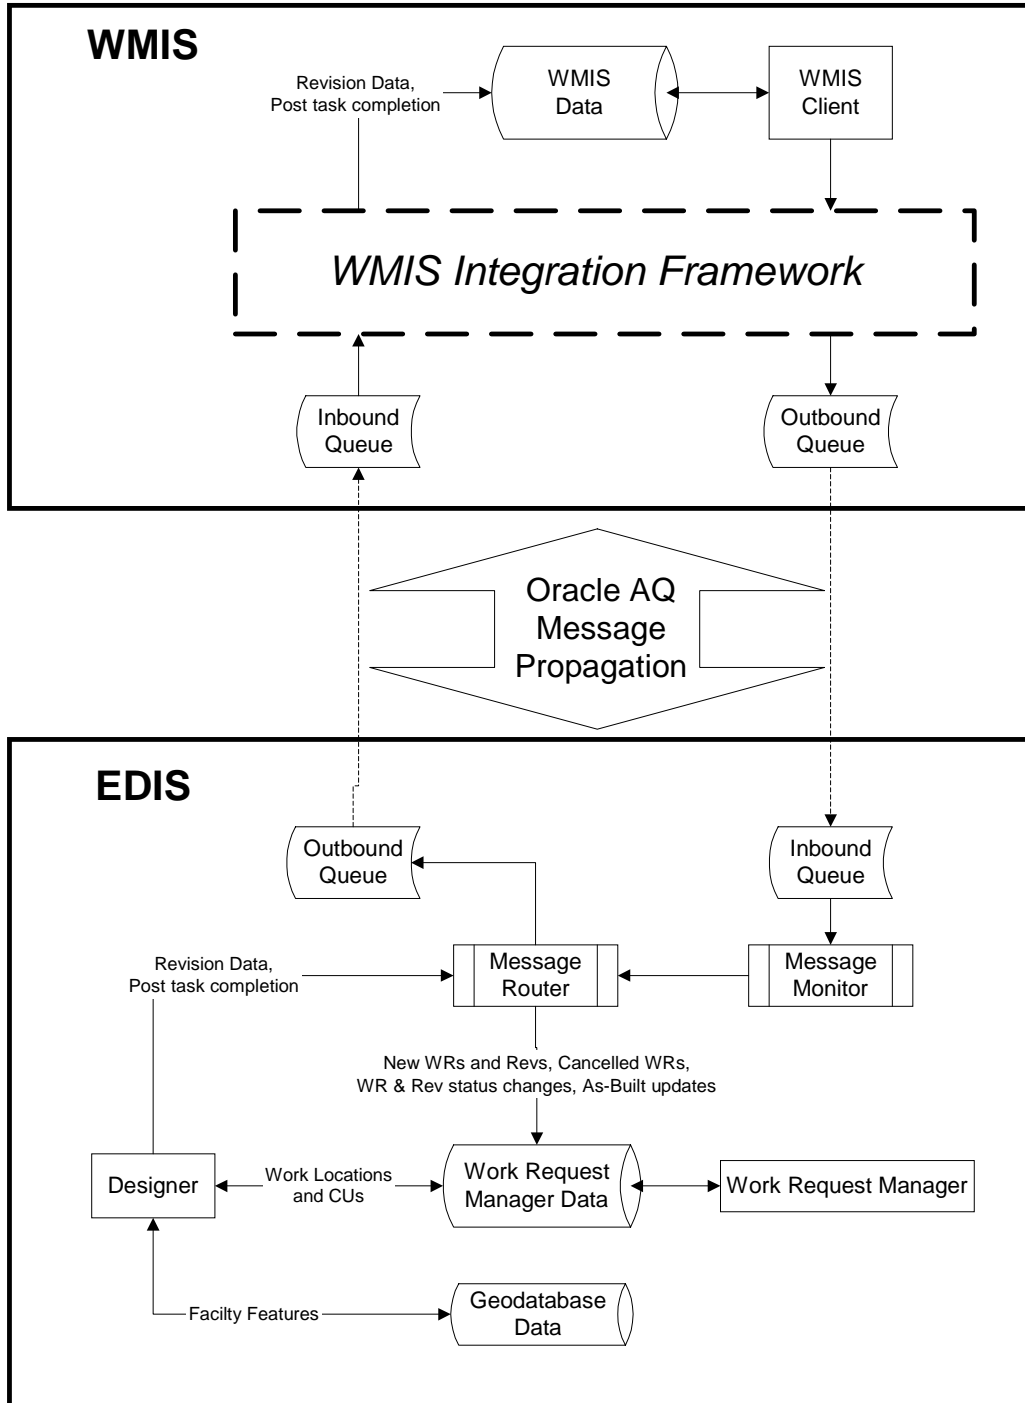 WMIS
Revision Data,
Post task completion
WMIS
Data
WMIS
Client
WMIS Integration Framework
Inbound
Queue
Outbound
Queue
Oracle AQ
Message
Propagation
EDIS
Outbound
Queue
Inbound
Queue
Revision Data,
Post task completion
Message
Router
Message
Monitor
New WRs and Revs, Cancelled WRs,
WR & Rev status changes, As-Built updates
Designer
Work Locations
and CUs
Work Request
Manager Data
Work Request Manager
Facilty Features
Geodatabase
Data